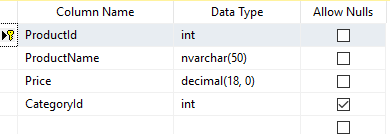 Column Name Data Type Allow Nulls
ProductId int
ProductName nvarchar(50)
Price decimal(18, 0)
CategoryId int